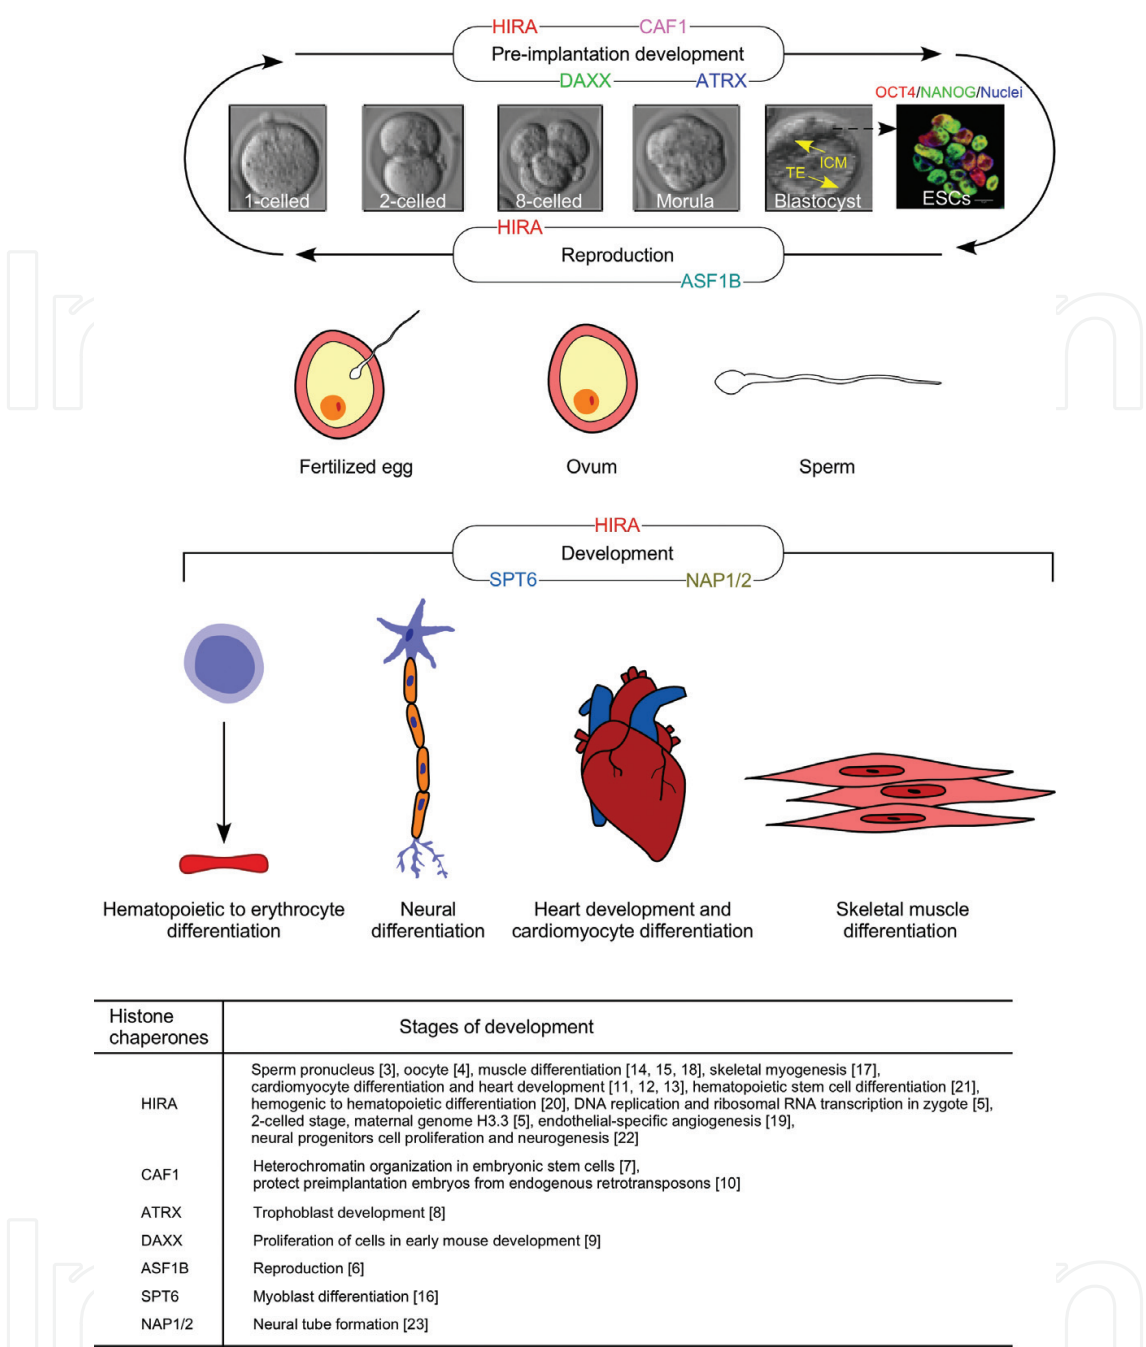 HIRA CAF1
Pre-implantation development
DAXX ATRX
OCT4/NANOG/Nuclei
ICM
TE
1-celled 2-celled 8-celled Morula Blastocyst ESCs
HIRA
Reproduction
ASF1B
Fertilized egg Ovum Sperm
HIRA
Development
SPT6 NAP1/2
Hematopoietic to erythrocyte
differentiation
Neural
differentiation
Heart development and
cardiomyocyte differentiation
Skeletal muscle
differentiation
Histone
chaperones
Stages of development
HIRA
Sperm pronucleus [3], oocyte [4], muscle differentiation [14, 15, 18], skeletal myogenesis [17],
cardiomyocyte differentiation and heart development [11, 12, 13], hematopoietic stem cell differentiation [21],
hemogenic to hematopoietic differentiation [20], DNA replication and ribosomal RNA transcription in zygote [5],
2-celled stage, maternal genome H3.3 [5], endothelial-specific angiogenesis [19],
neural progenitors cell proliferation and neurogenesis [22]
CAF1
Heterochromatin organization in embryonic stem cells [7],
protect preimplantation embryos from endogenous retrotransposons [10]
ATRX Trophoblast development [8]
DAXX Proliferation of cells in early mouse development [9]
ASF1B Reproduction [6]
SPT6 Myoblast differentiation [16]
NAP1/2 Neural tube formation [23]